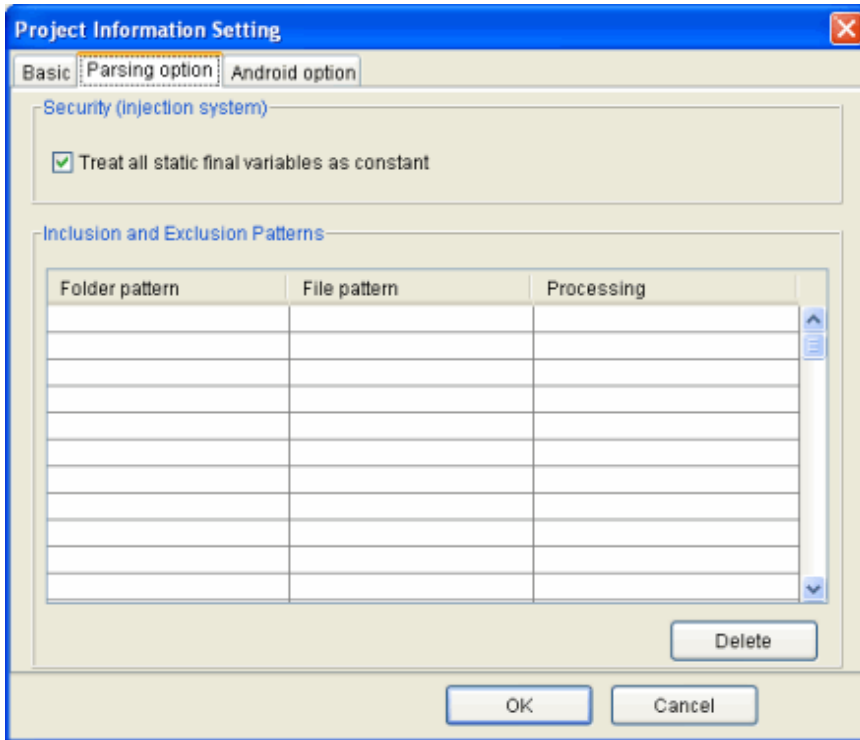 Project Information Setting
Basic Parsing option Android option
Security (injection system)
Treat all static final variables as constant
Inclusion and Exclusion Patterns
Folder pattern File pattern Processing
Delete
OK Cancel